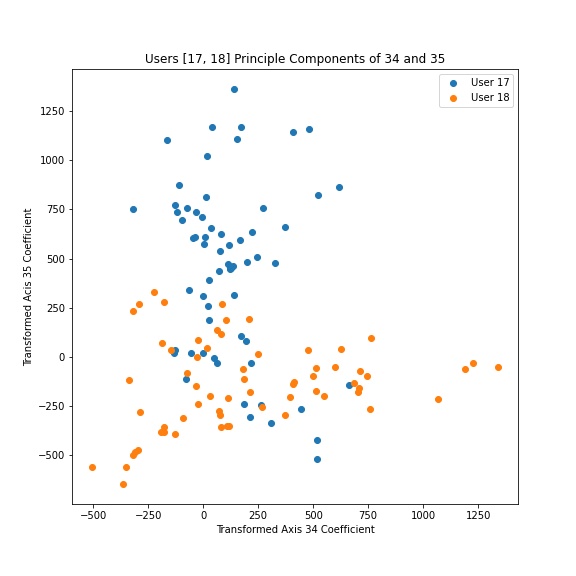 Users [17, 18] Principle Components of 34 and 35
User 17
User 18
Transformed Acis 35 Coefficient
1250
1000
750
500
250
0
−250
−500
−500 −250 0 250 500 750 1000 1250
Transformed Axis 34 Coefficient